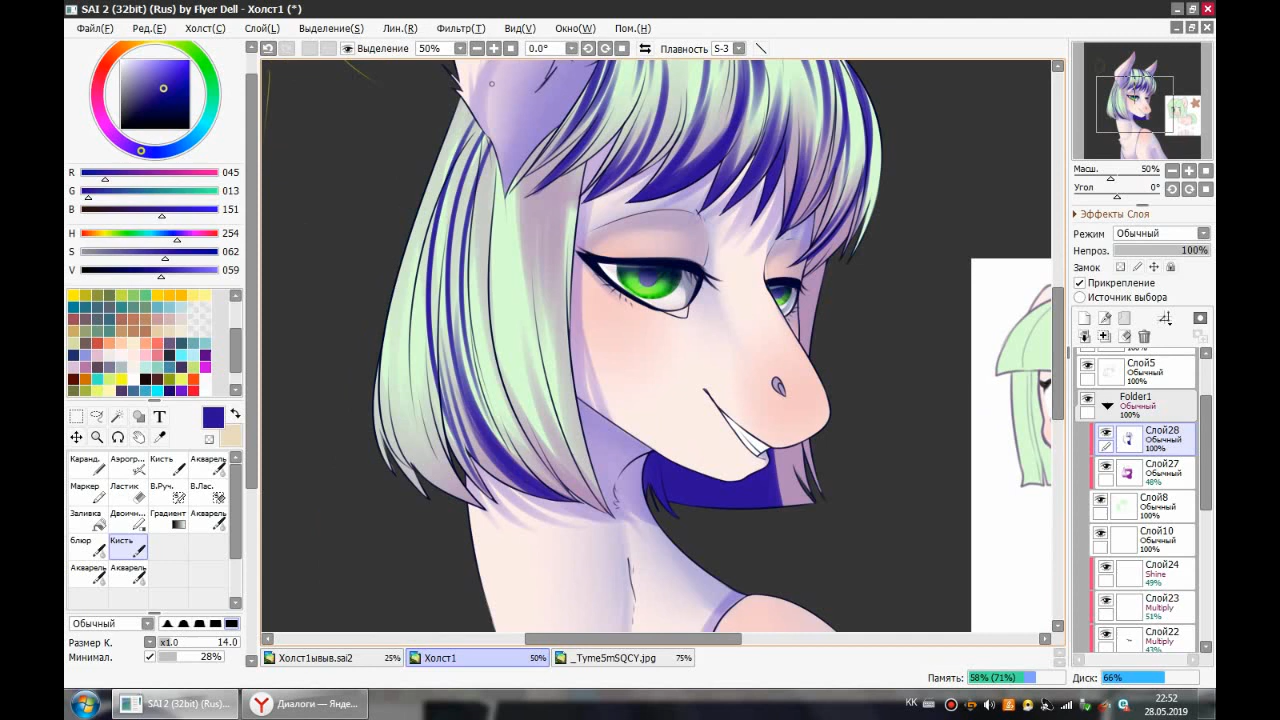 SAI 2 (32bit) (Rus) by Flyer Dell - Холст1 (*)
Файл(F) Ред.(E) Холст(C) Слой(L) Выделение(S) Лин.(R) Фильтр(T) Вид(V) Окно(W) Пом.(H)
Выделение 50% 0.0° Плавность S-3
R 045
G 013
B 151
H 254
S 062
V 059
T
Каранд. Аэрогр... Кисть Акварель
Маркер Ластик В.Руч. В.Лас.
Заливка Двоичн... Градиент Акварель
блюр Кисть
Акварель Акварель
Обычный
Размер К. x1.0 14.0
Минимал. 28%
Масш. 50%
Угол 0°
Эффекты Слоя
Режим Обычный
Непроз. 100%
Замок
Прикрепление
Источник выбора
100%
Слой5
Обычный
100%
Folder1
Обычный
100%
Слой28
Обычный
100%
Слой27
Обычный
48%
Слой8
Обычный
100%
Слой10
Обычный
100%
Слой24
Shine
49%
Слой23
Multiply
51%
Слой22
Multiply
43%
Холст1ывыв.sai2 25% Холст1 50% _Tyme5mSQCY.jpg 75%
Память: 58% (71%) Диск: 66%
SAI 2 (32bit) (Rus)... Диалоги — Янде...
KK
22:52
28.05.2019